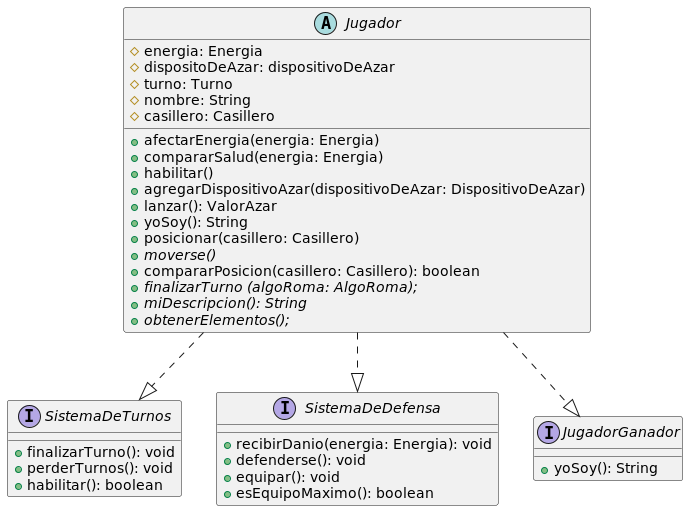 A Jugador
energia: Energia
dispositoDeAzar: dispositivoDeAzar
turno: Turno
nombre: String
casillero: Casillero
afectarEnergia(energia: Energia)
compararSalud(energia: Energia)
habilitar()
agregarDispositivoAzar(dispositivoDeAzar: DispositivoDeAzar)
lanzar(): ValorAzar
yoSoy(): String
posicionar(casillero: Casillero)
moverse()
compararPosicion(casillero: Casillero): boolean
finalizarTurno (algoRoma: AlgoRoma);
miDescripcion(): String
obtenerElementos();
I SistemaDeTurnos
finalizarTurno(): void
perderTurnos(): void
habilitar(): boolean
I SistemaDeDefensa
recibirDanio(energia: Energia): void
defenderse(): void
equipar(): void
esEquipoMaximo(): boolean
I JugadorGanador
yoSoy(): String